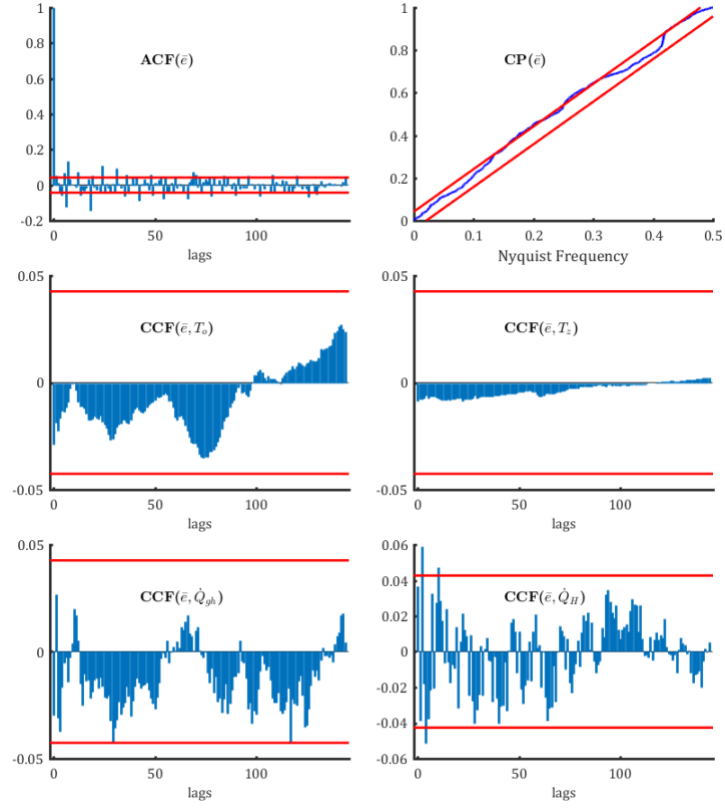 1
0.8
0.6
0.4
0.2
0
-0.2
ACF(ē)
0 50 100
lags
1
0.8
0.6
0.4
0.2
0
CP(ē)
0 0.1 0.2 0.3 0.4 0.5
Nyquist Frequency
0.05
0
-0.05
CCF(ē, T_o)
0 50 100
lags
0.05
0
-0.05
CCF(ē, T_z)
0 50 100
lags
0.05
0
-0.05
CCF(ē, Q̇_gh)
0 50 100
lags
0.06
0.04
0.02
0
-0.02
-0.04
-0.06
CCF(ē, Q̇_H)
0 50 100
lags